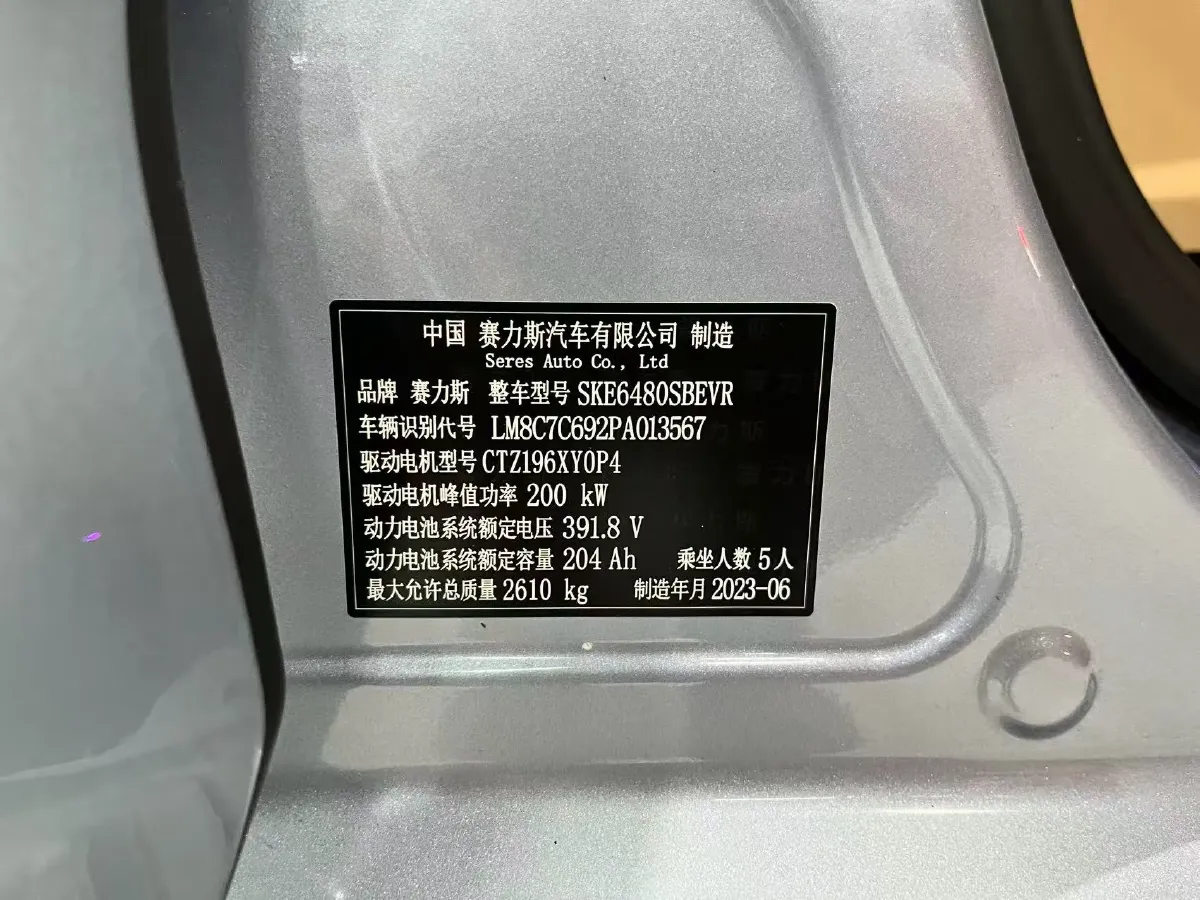 中国 赛力斯汽车有限公司 制造
Seres Auto Co., Ltd
品牌 赛力斯 整车型号 SKE6480SBEVR
车辆识别代号 LM8C7C692PA013567
驱动电机型号 CTZ196XY0P4
驱动电机峰值功率 200 kW
动力电池系统额定电压 391.8 V
动力电池系统额定容量 204 Ah 乘坐人数 5 人
最大允许总质量 2610 kg 制造年月 2023-06